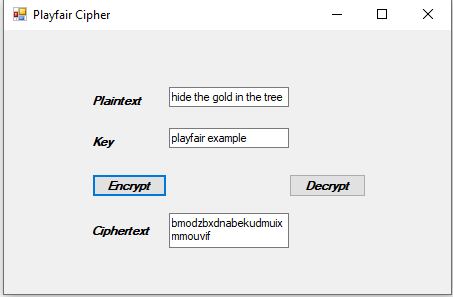 Playfair Cipher
Plaintext hide the gold in the tree
Key playfair example
Encrypt Decrypt
Ciphertext bmodzbxdnabekudmuix
mmouvif